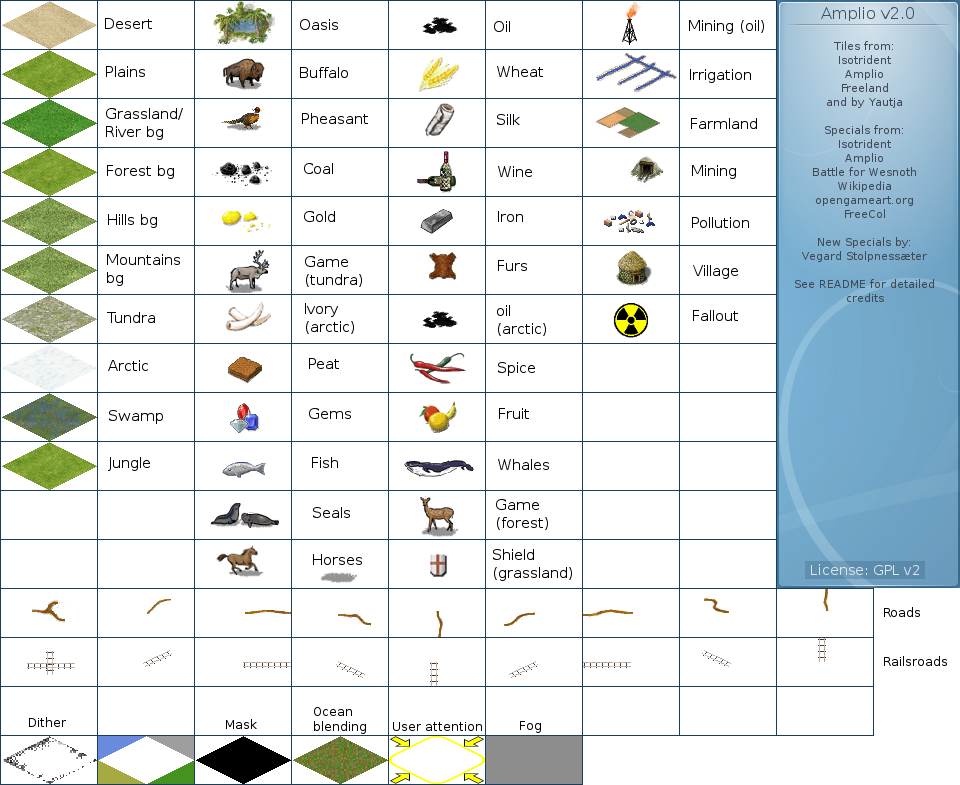 Desert
Oasis
Oil
Mining (oil)
Plains
Buffalo
Wheat
Irrigation
Grassland/
River bg
Pheasant
Silk
Farmland
Forest bg
Coal
Wine
Mining
Hills bg
Gold
Iron
Pollution
Mountains
bg
Game
(tundra)
Furs
Village
Tundra
Ivory
(arctic)
oil
(arctic)
Fallout
Arctic
Peat
Spice
Swamp
Gems
Fruit
Jungle
Fish
Whales
Seals
Game
(forest)
Horses
Shield
(grassland)
Roads
Railsroads
Dither
Mask
Ocean
blending
User attention
Fog
Amplio v2.0
Tiles from:
Isotrident
Amplio
Freeland
and by Yautja
Specials from:
Isotrident
Amplio
Battle for Wesnoth
Wikipedia
opengameart.org
FreeCol
New Specials by:
Vegard Stolpnessæter
See README for detailed
credits
License: GPL v2